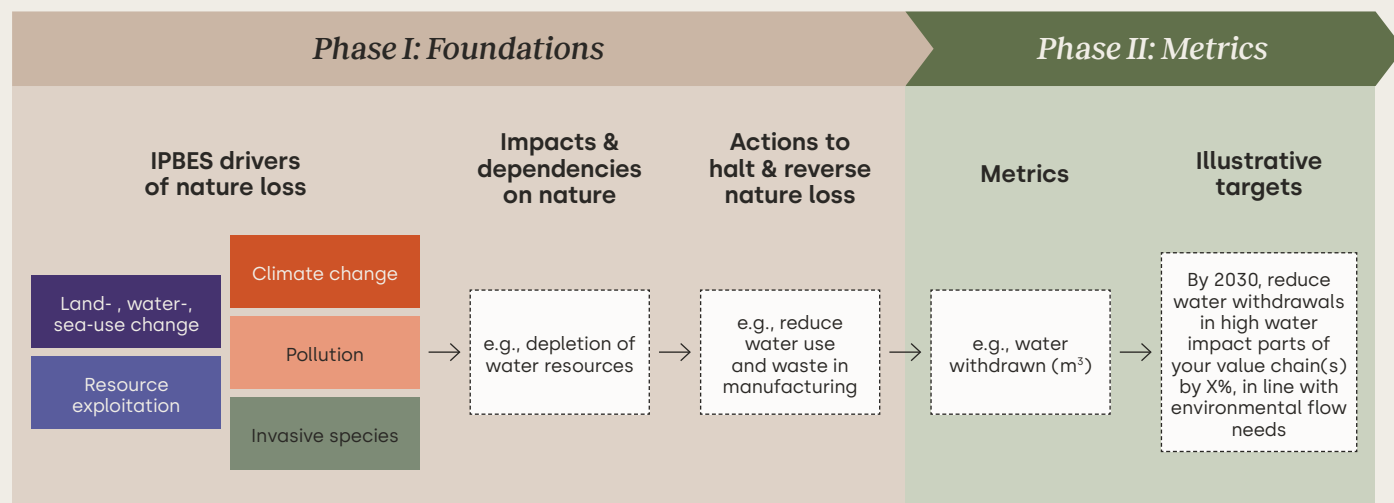 Phase I: Foundations
Phase II: Metrics
IPBES drivers
of nature loss
Impacts &
dependencies
on nature
Actions to
halt & reverse
nature loss
Metrics
Illustrative
targets
Land- , water-,
sea-use change
Resource
exploitation
Climate change
Pollution
Invasive species
e.g., depletion of
water resources
e.g., reduce
water use
and waste in
manufacturing
e.g., water
withdrawn (m³)
By 2030, reduce
water withdrawals
in high water
impact parts of
your value chain(s)
by X%, in line with
environmental flow
needs